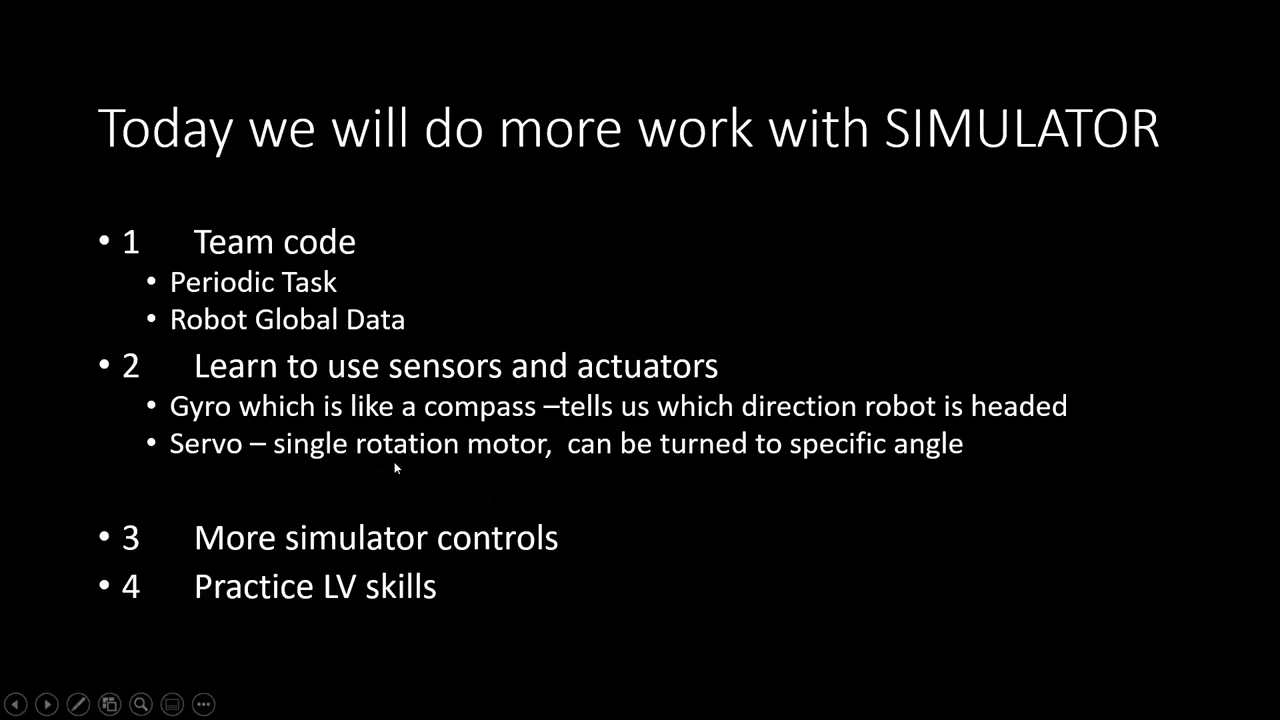 Today we will do more work with SIMULATOR
• 1 Team code
• Periodic Task
• Robot Global Data
• 2 Learn to use sensors and actuators
• Gyro which is like a compass –tells us which direction robot is headed
• Servo – single rotation motor,  can be turned to specific angle
• 3 More simulator controls
• 4 Practice LV skills